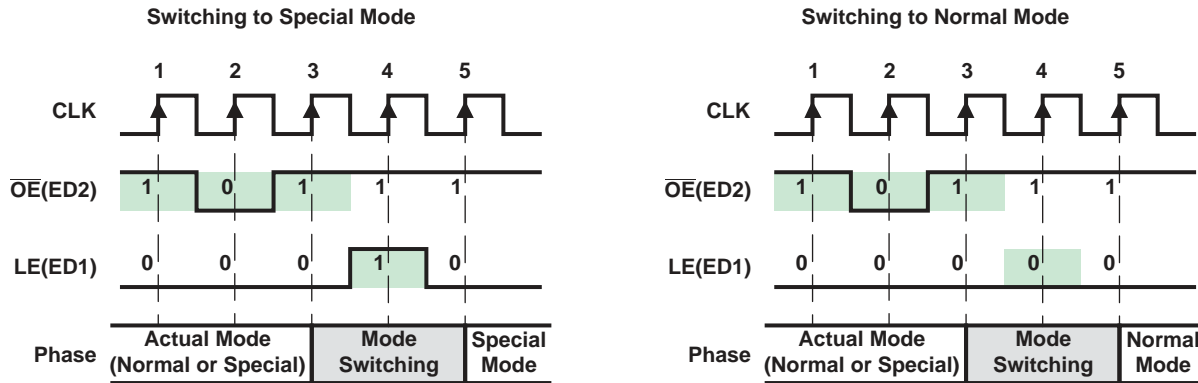 Switching to Special Mode
1 2 3 4 5
CLK
OE(ED2) 1 0 1 1 1
LE(ED1) 0 0 0 1 0
Phase
Actual Mode
(Normal or Special)
Mode
Switching
Special
Mode
Switching to Normal Mode
1 2 3 4 5
CLK
OE(ED2) 1 0 1 1 1
LE(ED1) 0 0 0 0 0
Phase
Actual Mode
(Normal or Special)
Mode
Switching
Normal
Mode